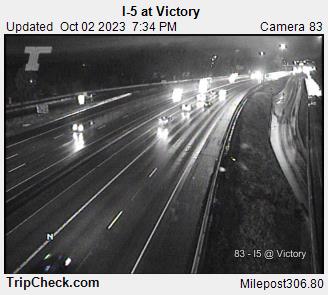 I-5 at Victory
Updated  Oct 02 2023  7:34 PM    Camera 83
T
N
83 - I5 @ Victory
TripCheck.com    Milepost306.80